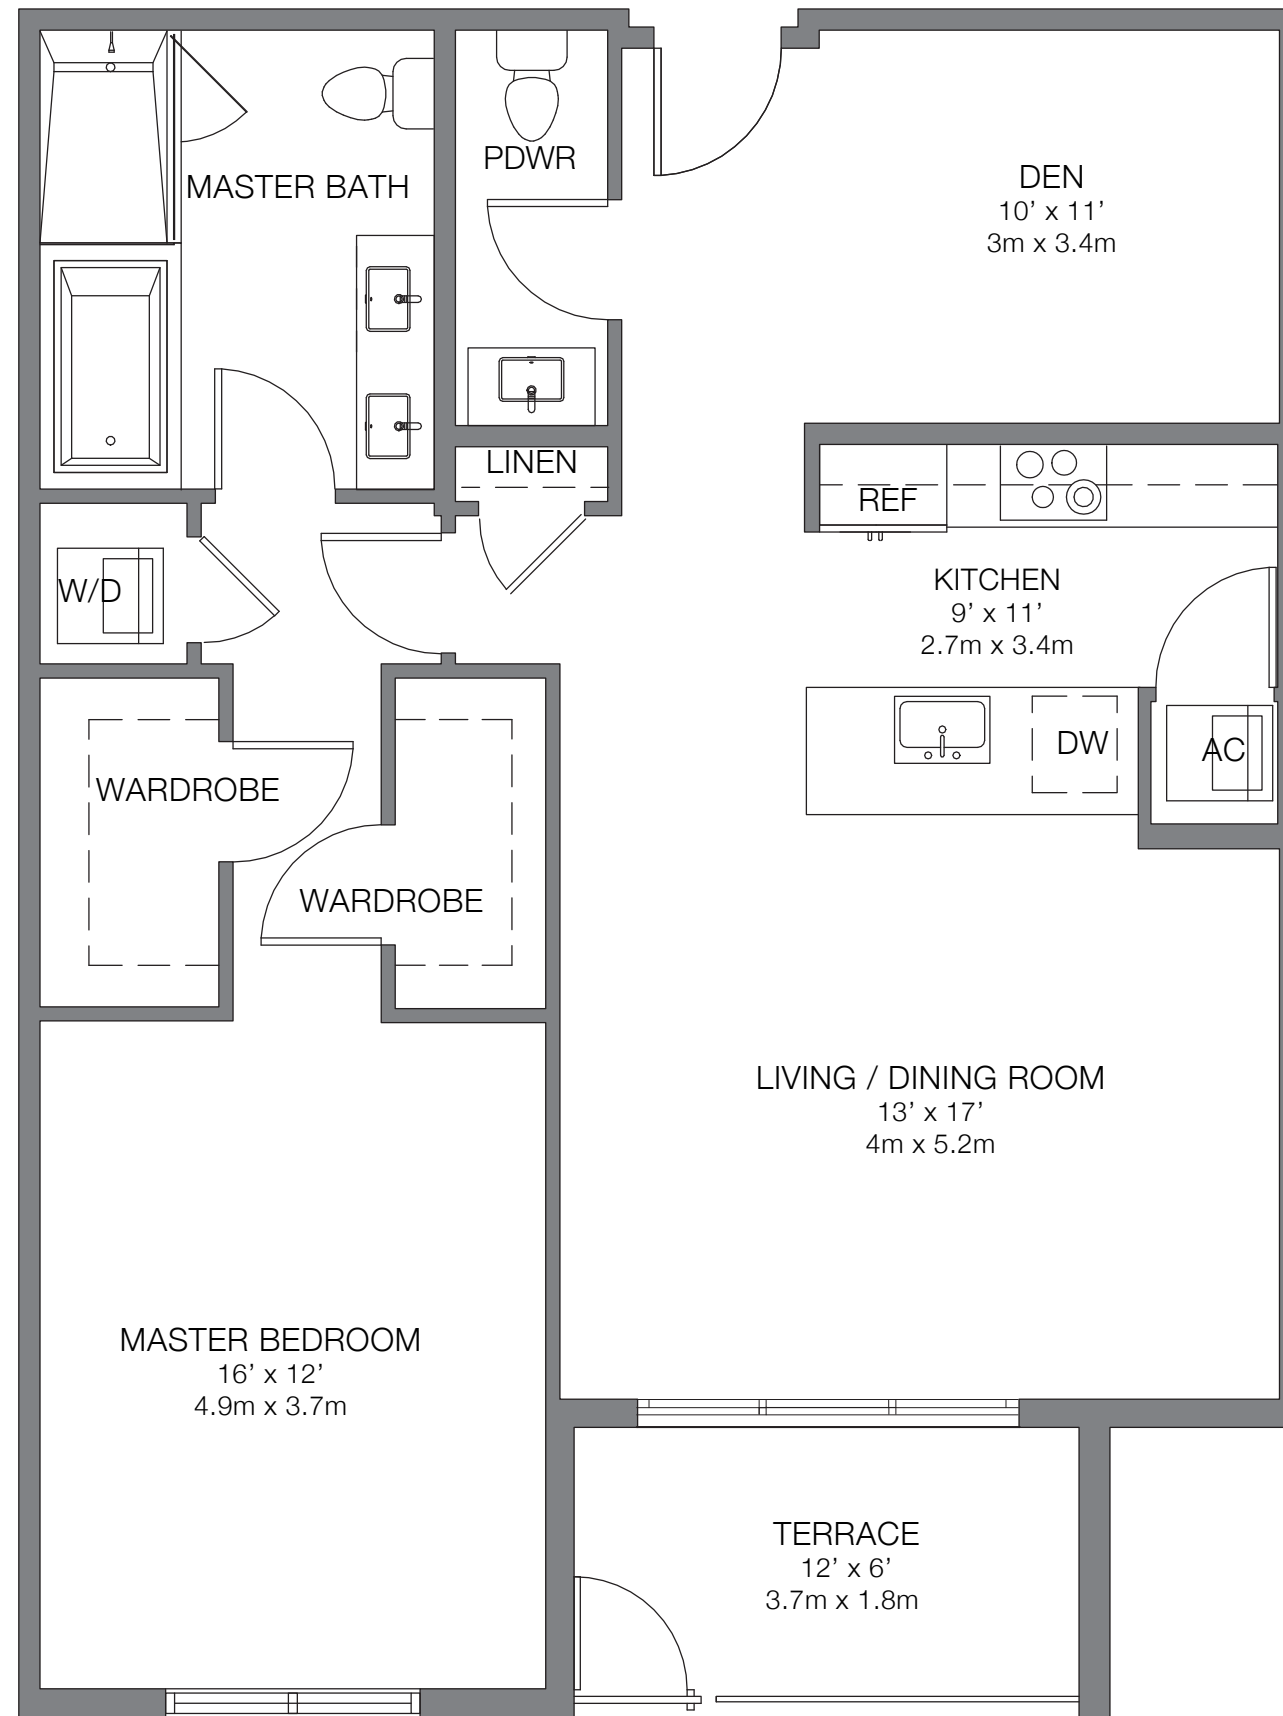 MASTER BATH
PDWR
DEN
10’ x 11’
3m x 3.4m
LINEN
REF
W/D
KITCHEN
9’ x 11’
2.7m x 3.4m
DW
AC
WARDROBE
WARDROBE
LIVING / DINING ROOM
13’ x 17’
4m x 5.2m
MASTER BEDROOM
16’ x 12’
4.9m x 3.7m
TERRACE
12’ x 6’
3.7m x 1.8m